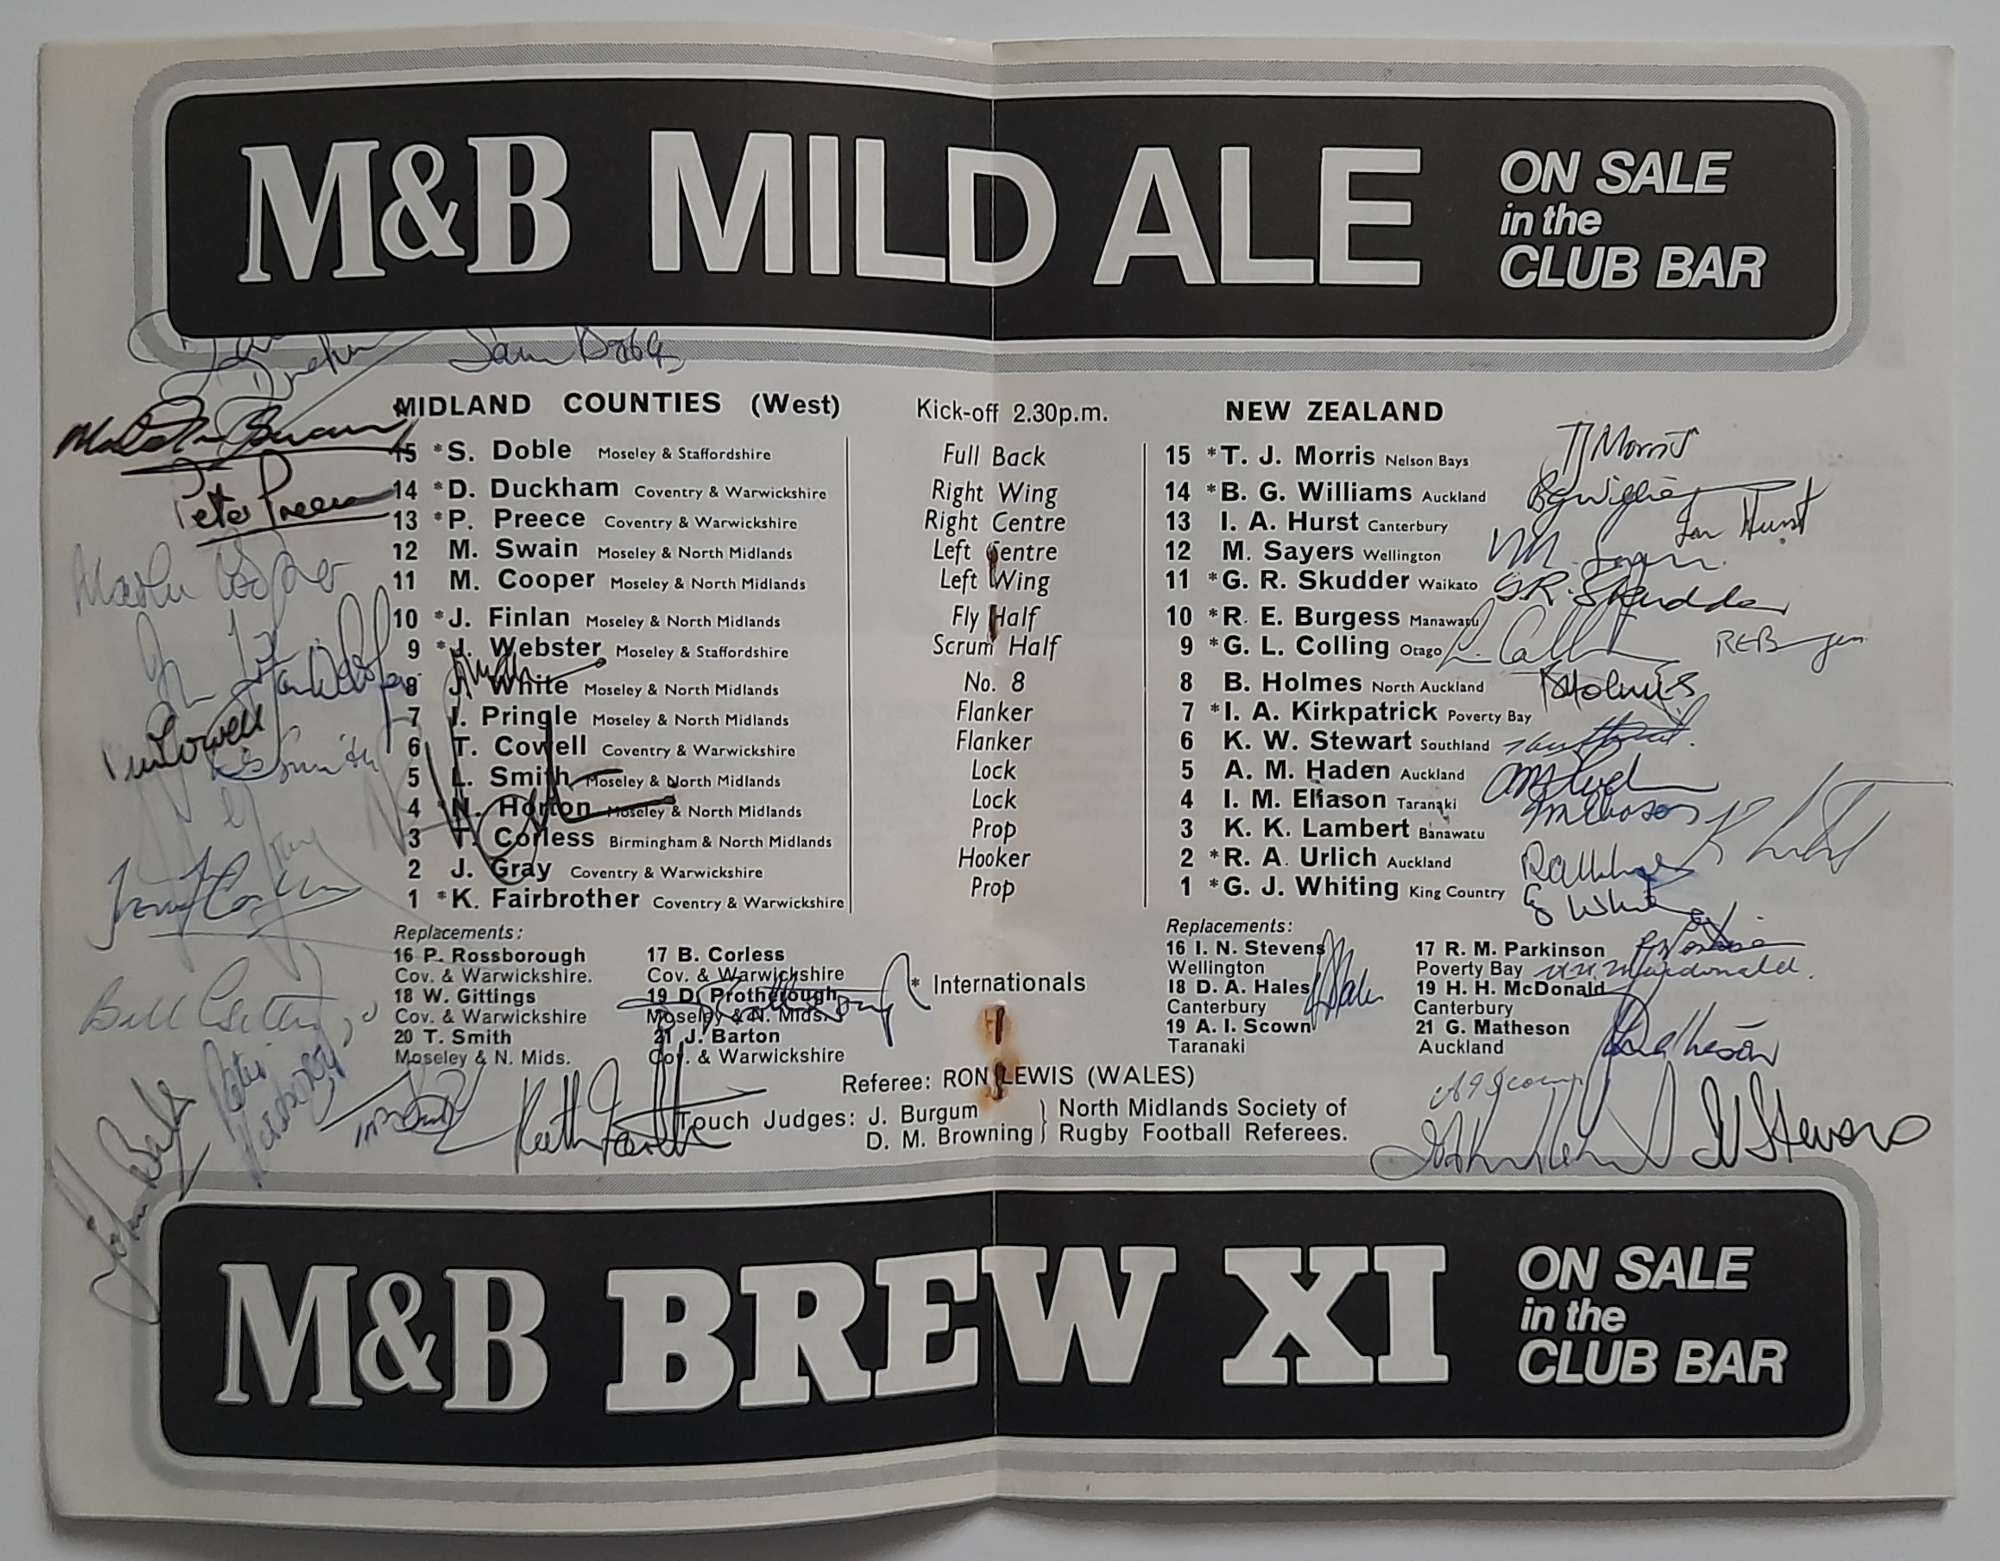 M&B MILD ALE
ON SALE
in the
CLUB BAR
Sam Doble
MIDLAND COUNTIES (West)
Kick-off 2.30p.m.
NEW ZEALAND
15 *S. Doble Moseley & Staffordshire
Full Back
15 *T. J. Morris Nelson Bays
TJ Morris
14 *D. Duckham Coventry & Warwickshire
Right Wing
14 *B. G. Williams Auckland
Peter Preece
13 *P. Preece Coventry & Warwickshire
Right Centre
13 I. A. Hurst Canterbury
Ian Hurst
12 M. Swain Moseley & North Midlands
Left Centre
12 M. Sayers Wellington
11 M. Cooper Moseley & North Midlands
Left Wing
11 *G. R. Skudder Waikato
GR. Skudder
10 *J. Finlan Moseley & North Midlands
Fly Half
10 *R. E. Burgess Manawatu
RE Burgess
9 *J. Webster Moseley & Staffordshire
Scrum Half
9 *G. L. Colling Otago
8 J. White Moseley & North Midlands
No. 8
8 B. Holmes North Auckland
B Holmes
7 I. Pringle Moseley & North Midlands
Flanker
7 *I. A. Kirkpatrick Poverty Bay
6 T. Cowell Coventry & Warwickshire
Flanker
6 K. W. Stewart Southland
5 L. Smith Moseley & North Midlands
Lock
5 A. M. Haden Auckland
4 *N. Horton Moseley & North Midlands
Lock
4 I. M. Eliason Taranaki
3 T. Corless Birmingham & North Midlands
Prop
3 K. K. Lambert Banawatu
2 J. Gray Coventry & Warwickshire
Hooker
2 *R. A. Urlich Auckland
1 *K. Fairbrother Coventry & Warwickshire
Prop
1 *G. J. Whiting King Country
Replacements:
16 P. Rossborough
Cov. & Warwickshire.
17 B. Corless
Cov. & Warwickshire
18 W. Gittings
Cov. & Warwickshire
19 D. Protherough
Moseley & N. Mids.
20 T. Smith
Moseley & N. Mids.
21 J. Barton
Cov. & Warwickshire
* Internationals
Replacements:
16 I. N. Stevens
Wellington
17 R. M. Parkinson
Poverty Bay
18 D. A. Hales
Canterbury
19 H. H. McDonald
Canterbury
19 A. I. Scown
Taranaki
21 G. Matheson
Auckland
Referee: RON LEWIS (WALES)
Touch Judges: J. Burgum
D. M. Browning
North Midlands Society of
Rugby Football Referees.
IN Stevens
M&B BREW XI
ON SALE
in the
CLUB BAR